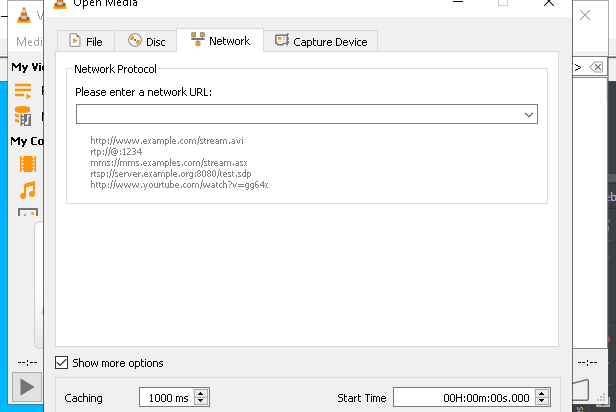 Open Media
Medi
File
Disc
Network
Capture Device
My Vi
>
Network Protocol
Please enter a network URL:
http://www.example.com/stream.avi
rtp://@:1234
mms://mms.examples.com/stream.asx
rtsp://server.example.org:8080/test.sdp
http://www.yourtube.com/watch?v=gg64x
My Co
--:--
Show more options
--:--
Caching
1000 ms
Start Time
00H:00m:00s.000